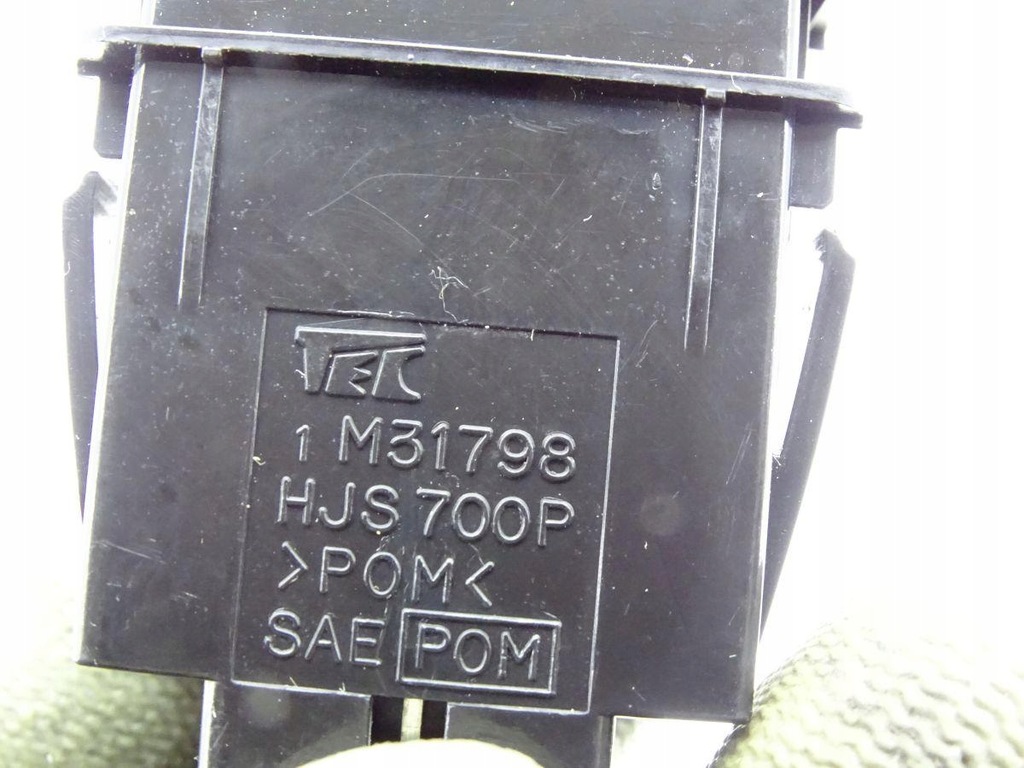 TEC
1 M31798
HJS 700P
>POM<
SAE POM